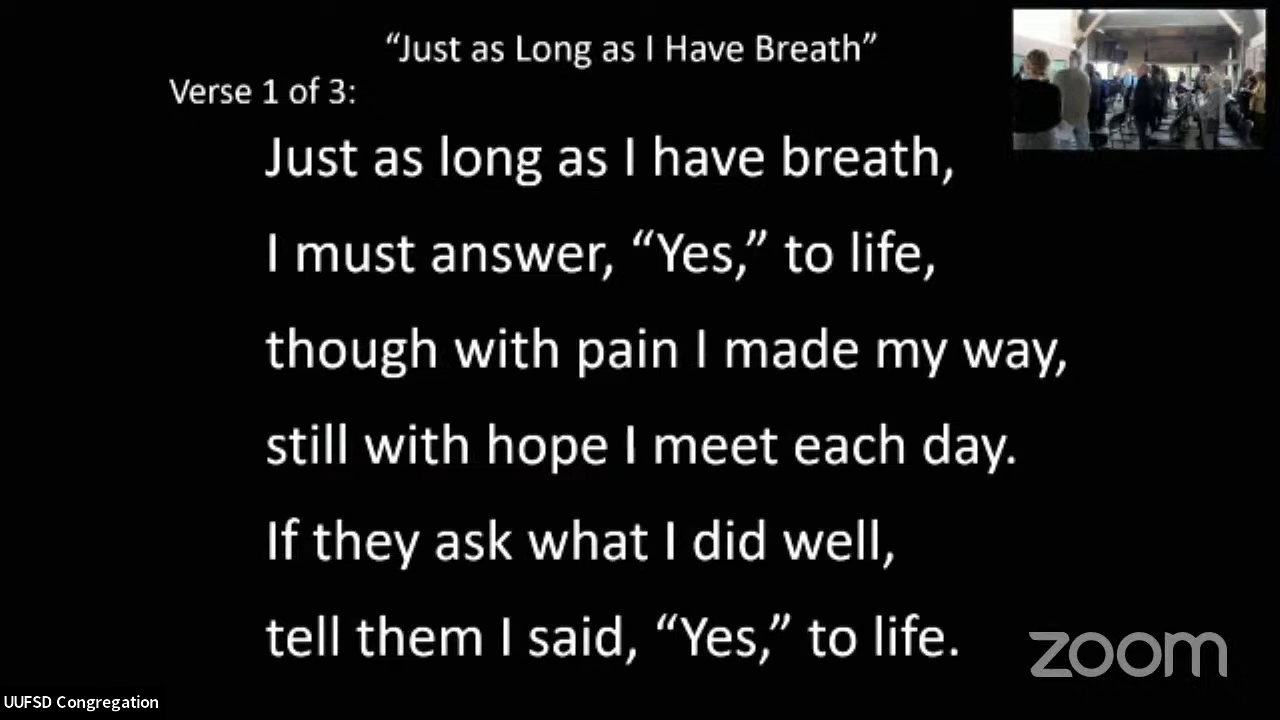 “Just as Long as I Have Breath”
Verse 1 of 3:
Just as long as I have breath,
I must answer, “Yes,” to life,
though with pain I made my way,
still with hope I meet each day.
If they ask what I did well,
tell them I said, “Yes,” to life.
zoom
UUFSD Congregation